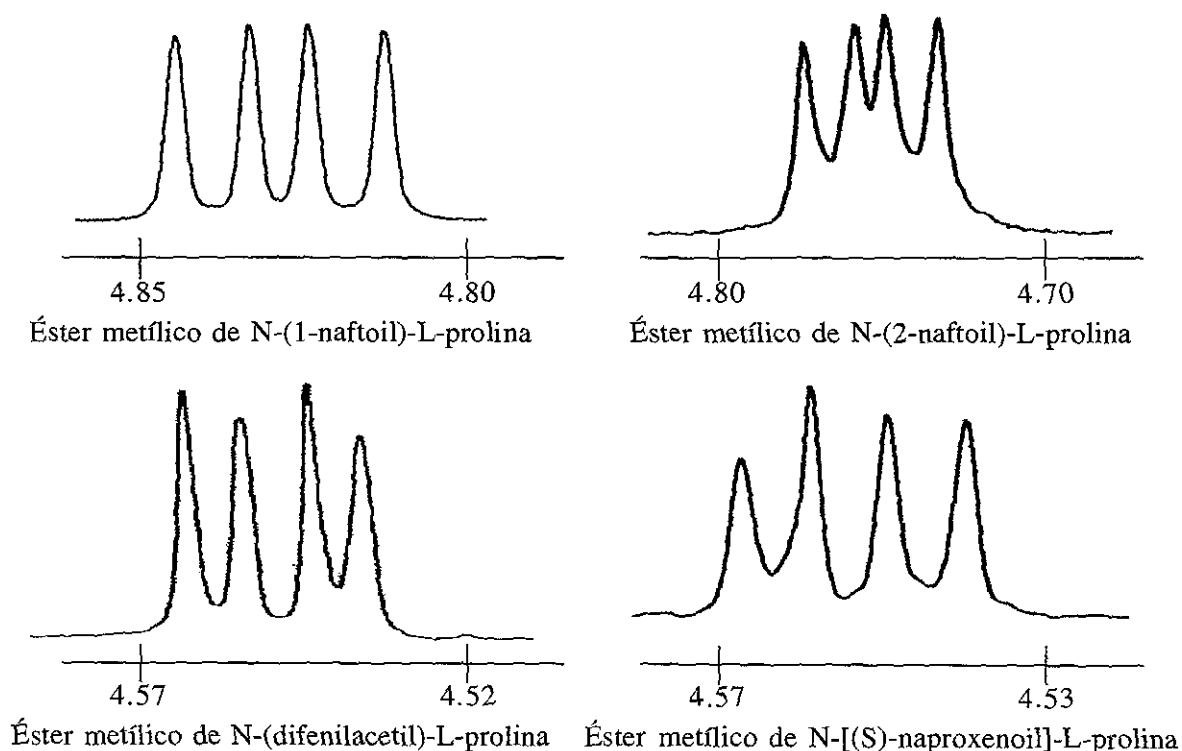 4.85 4.80
Éster metílico de N-(1-naftoil)-L-prolina
4.80 4.70
Éster metílico de N-(2-naftoil)-L-prolina
4.57 4.52
Éster metílico de N-(difenilacetil)-L-prolina
4.57 4.53
Éster metílico de N-[(S)-naproxenoil]-L-prolina